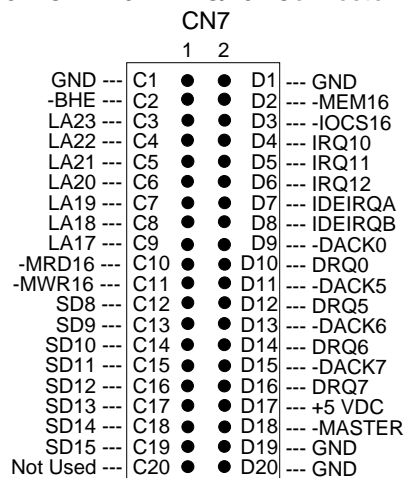 CN7
1 2
GND --- C1 D1 --- GND
-BHE --- C2 D2 --- -MEM16
LA23 --- C3 D3 --- -IOCS16
LA22 --- C4 D4 --- IRQ10
LA21 --- C5 D5 --- IRQ11
LA20 --- C6 D6 --- IRQ12
LA19 --- C7 D7 --- IDEIRQA
LA18 --- C8 D8 --- IDEIRQB
LA17 --- C9 D9 --- -DACK0
-MRD16 --- C10 D10 --- DRQ0
-MWR16 --- C11 D11 --- -DACK5
SD8 --- C12 D12 --- DRQ5
SD9 --- C13 D13 --- -DACK6
SD10 --- C14 D14 --- DRQ6
SD11 --- C15 D15 --- -DACK7
SD12 --- C16 D16 --- DRQ7
SD13 --- C17 D17 --- +5 VDC
SD14 --- C18 D18 --- -MASTER
SD15 --- C19 D19 --- GND
Not Used --- C20 D20 --- GND